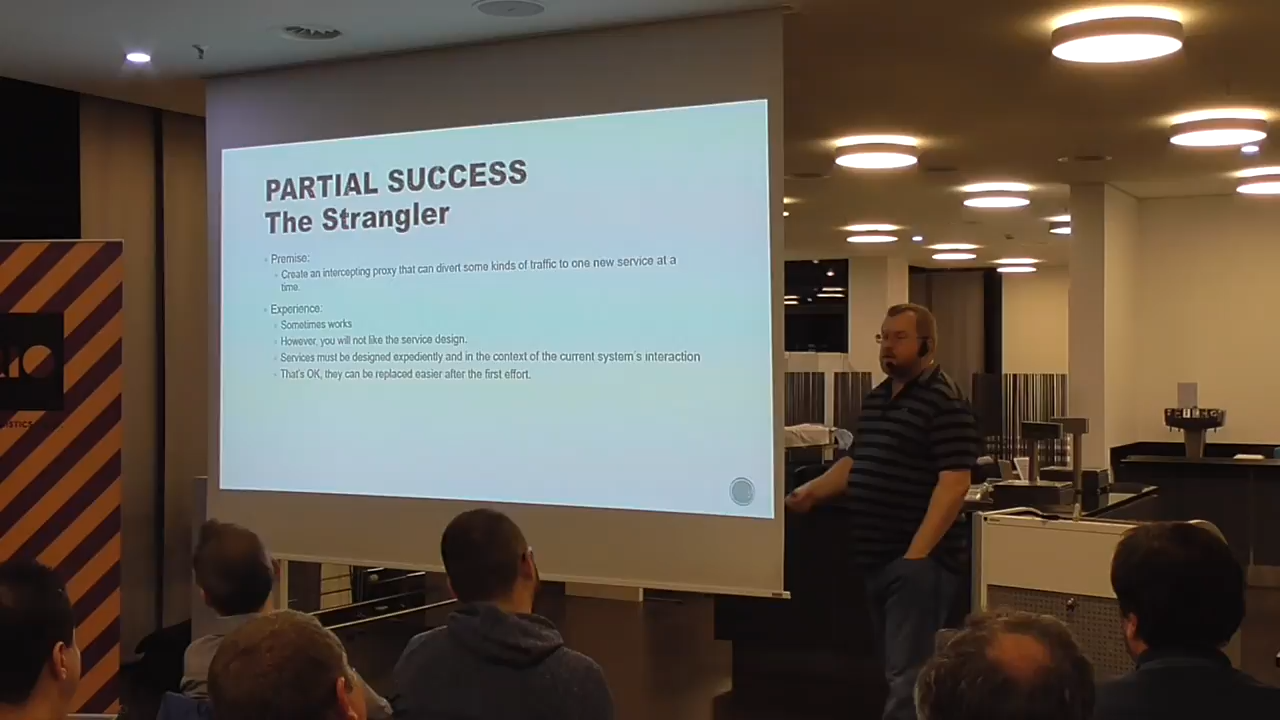 PARTIAL SUCCESS
The Strangler
Premise:
Create an intercepting proxy that can divert some kinds of traffic to one new service at a
time.
Experience:
Sometimes works
However, you will not like the service design.
Services must be designed expediently and in the context of the current system's interaction
That's OK, they can be replaced easier after the first effort.